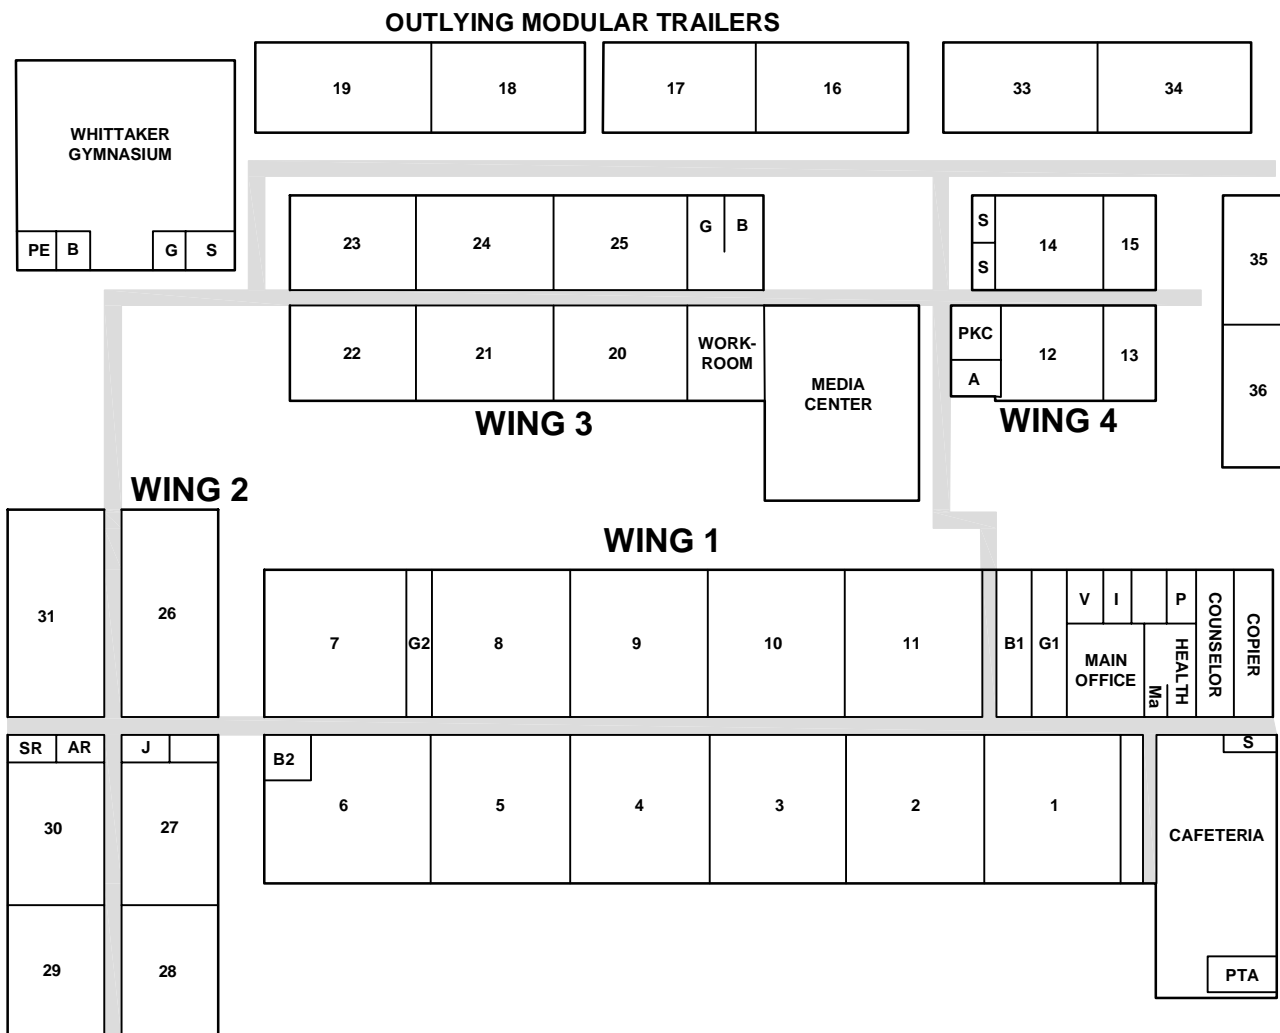 OUTLYING MODULAR TRAILERS
19
18
17
16
33
34
WHITTAKER
GYMNASIUM
PE
B
G
S
23
24
25
G
B
S
S
14
15
35
22
21
20
WORK-
ROOM
MEDIA
CENTER
PKC
A
12
13
36
WING 3
WING 4
WING 2
WING 1
31
26
7
G2
8
9
10
11
B1
G1
V
I
P
MAIN
OFFICE
Ma
HEALTH
COUNSELOR
COPIER
SR
AR
J
B2
S
30
27
6
5
4
3
2
1
CAFETERIA
29
28
PTA